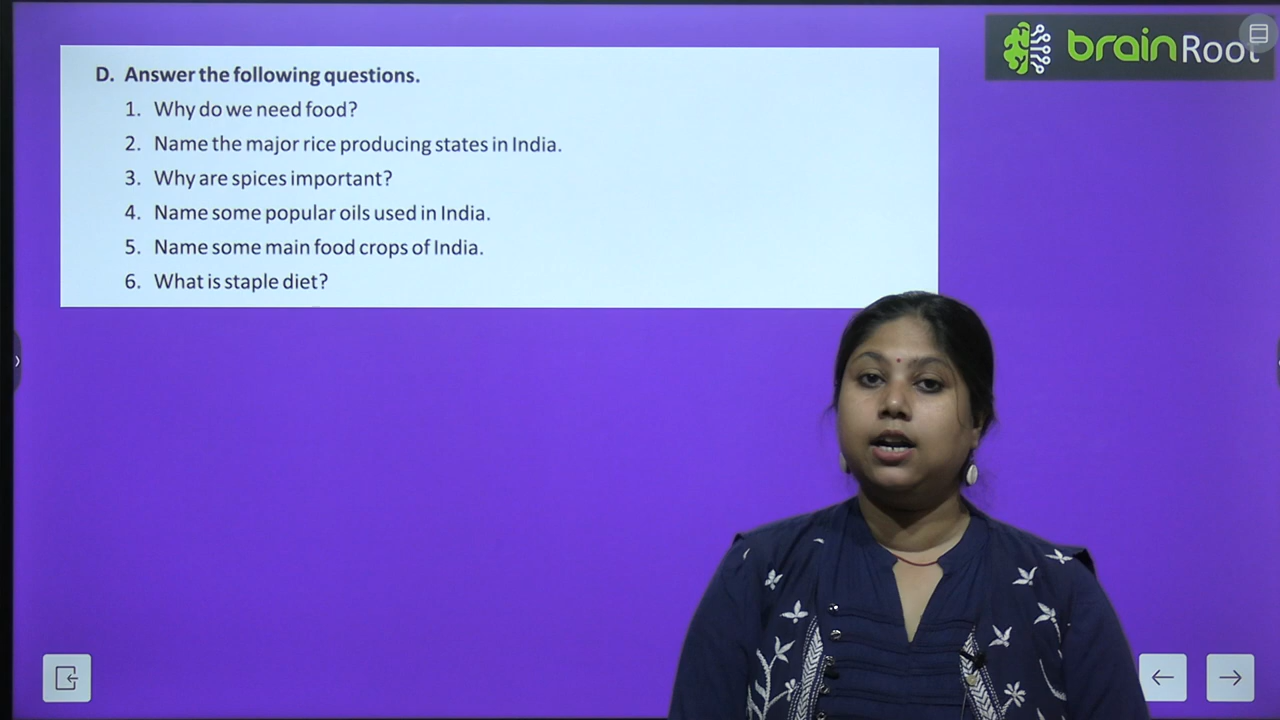 brainRoot
D. Answer the following questions.
1. Why do we need food?
2. Name the major rice producing states in India.
3. Why are spices important?
4. Name some popular oils used in India.
5. Name some main food crops of India.
6. What is staple diet?